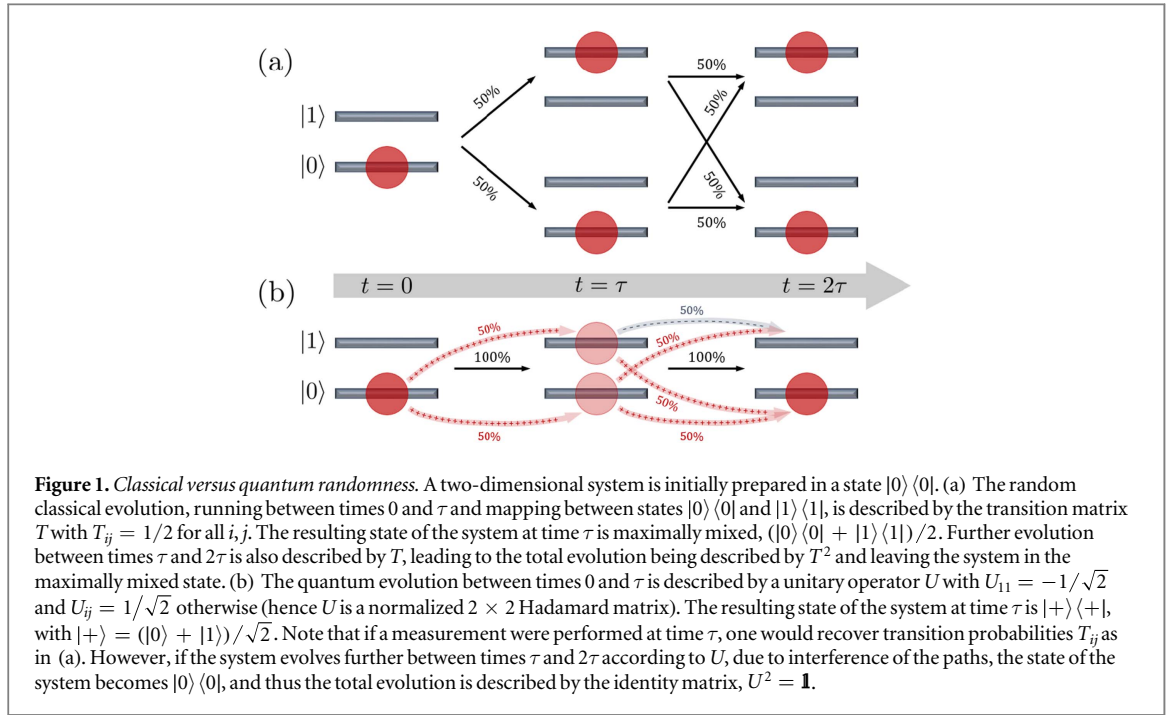 (a)
50%
50%
50%
50%
50%
50%
|1⟩
|0⟩
t = 0
t = τ
t = 2τ
(b)
50%
50%
50%
100%
100%
|1⟩
|0⟩
50%
50%
50%
Figure 1. Classical versus quantum randomness. A two-dimensional system is initially prepared in a state |0⟩⟨0|. (a) The random
classical evolution, running between times 0 and τ and mapping between states |0⟩⟨0| and |1⟩⟨1|, is described by the transition matrix
T with T_ij = 1/2 for all i, j. The resulting state of the system at time τ is maximally mixed, (|0⟩⟨0| + |1⟩⟨1|)/2. Further evolution
between times τ and 2τ is also described by T, leading to the total evolution being described by T² and leaving the system in the
maximally mixed state. (b) The quantum evolution between times 0 and τ is described by a unitary operator U with U₁₁ = −1/√2
and U_ij = 1/√2 otherwise (hence U is a normalized 2 × 2 Hadamard matrix). The resulting state of the system at time τ is |+⟩⟨+|,
with |+⟩ = (|0⟩ + |1⟩)/√2. Note that if a measurement were performed at time τ, one would recover transition probabilities T_ij as
in (a). However, if the system evolves further between times τ and 2τ according to U, due to interference of the paths, the state of the
system becomes |0⟩⟨0|, and thus the total evolution is described by the identity matrix, U² = 𝟙.